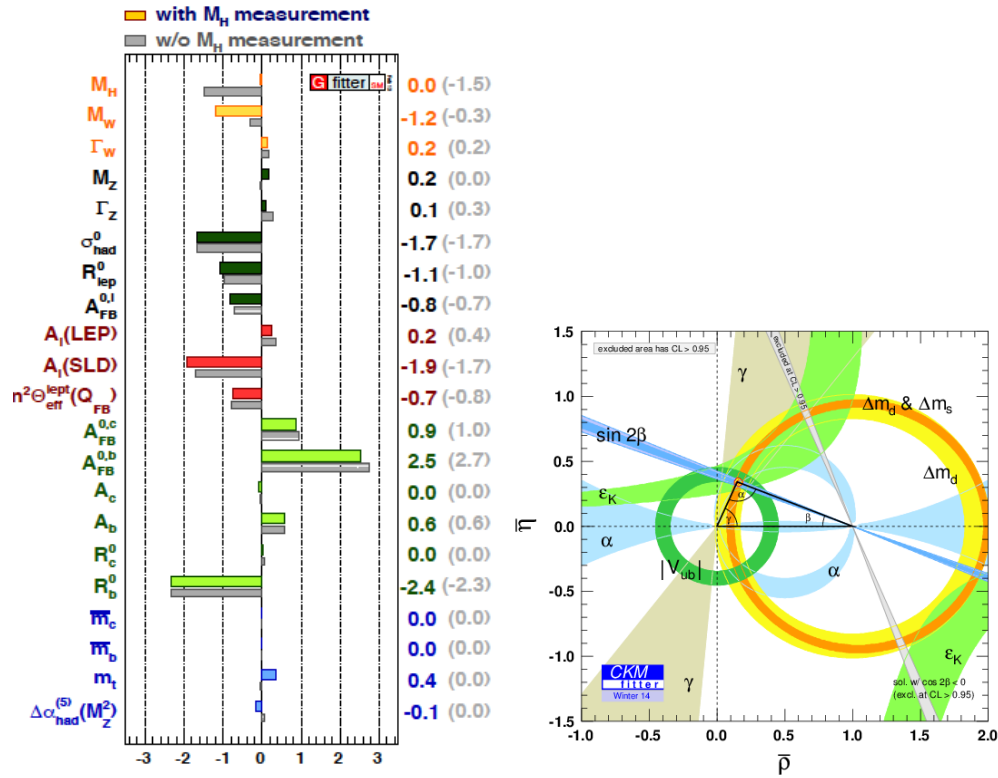 with M_H measurement
w/o M_H measurement
G fitter SM
M_H 0.0 (-1.5)
M_W -1.2 (-0.3)
Γ_W 0.2 (0.2)
M_Z 0.2 (0.0)
Γ_Z 0.1 (0.3)
σ⁰_had -1.7 (-1.7)
R⁰_lep -1.1 (-1.0)
A^{0,l}_FB -0.8 (-0.7)
A_l(LEP) 0.2 (0.4)
A_l(SLD) -1.9 (-1.7)
n²Θ^lept_eff(Q_FB) -0.7 (-0.8)
A^{0,c}_FB 0.9 (1.0)
A^{0,b}_FB 2.5 (2.7)
A_c 0.0 (0.0)
A_b 0.6 (0.6)
R⁰_c 0.0 (0.0)
R⁰_b -2.4 (-2.3)
m̅_c 0.0 (0.0)
m̅_b 0.0 (0.0)
m_t 0.4 (0.0)
Δα^(5)_had(M²_Z) -0.1 (0.0)
-3 -2 -1 0 1 2 3
excluded area has CL > 0.95
excluded at CL > 0.95
γ
Δm_d & Δm_s
sin 2β
Δm_d
ε_K
α
α
γ
β
α
|V_ub|
α
ε_K
γ
sol. w/ cos 2β < 0
(excl. at CL > 0.95)
CKM
fitter
Winter 14
1.5
1.0
0.5
0.0
-0.5
-1.0
-1.5
η̅
-1.0 -0.5 0.0 0.5 1.0 1.5 2.0
ρ̅